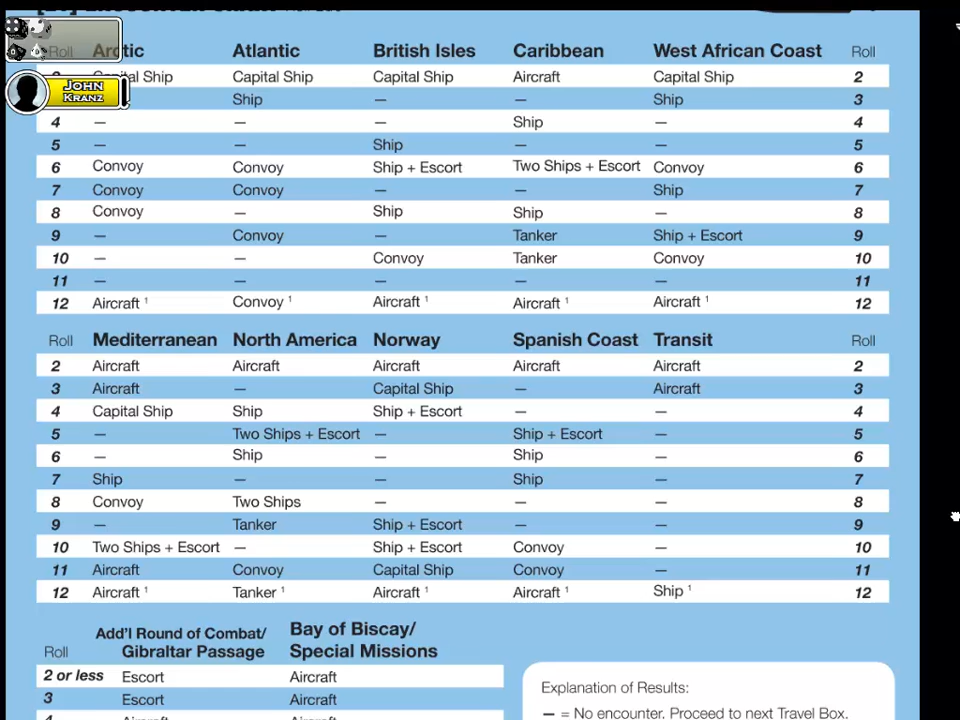 Roll Arctic Atlantic British Isles Caribbean West African Coast Roll
Capital Ship Capital Ship Capital Ship Aircraft Capital Ship 2
JOHN KRANZ
Ship — — Ship 3
4 — — — Ship — 4
5 — — Ship — — 5
6 Convoy Convoy Ship + Escort Two Ships + Escort Convoy 6
7 Convoy Convoy — — Ship 7
8 Convoy — Ship Ship — 8
9 — Convoy — Tanker Ship + Escort 9
10 — — Convoy Tanker Convoy 10
11 — — — — — 11
12 Aircraft ¹ Convoy ¹ Aircraft ¹ Aircraft ¹ Aircraft ¹ 12
Roll Mediterranean North America Norway Spanish Coast Transit Roll
2 Aircraft Aircraft Aircraft Aircraft Aircraft 2
3 Aircraft — Capital Ship — Aircraft 3
4 Capital Ship Ship Ship + Escort — — 4
5 — Two Ships + Escort — Ship + Escort — 5
6 — Ship — Ship — 6
7 Ship — — Ship — 7
8 Convoy Two Ships — — — 8
9 — Tanker Ship + Escort — — 9
10 Two Ships + Escort — Ship + Escort Convoy — 10
11 Aircraft Convoy Capital Ship Convoy — 11
12 Aircraft ¹ Tanker ¹ Aircraft ¹ Aircraft ¹ Ship ¹ 12
Add'l Round of Combat/ Bay of Biscay/
Roll Gibraltar Passage Special Missions
2 or less Escort Aircraft
3 Escort Aircraft
Explanation of Results:
— = No encounter. Proceed to next Travel Box.